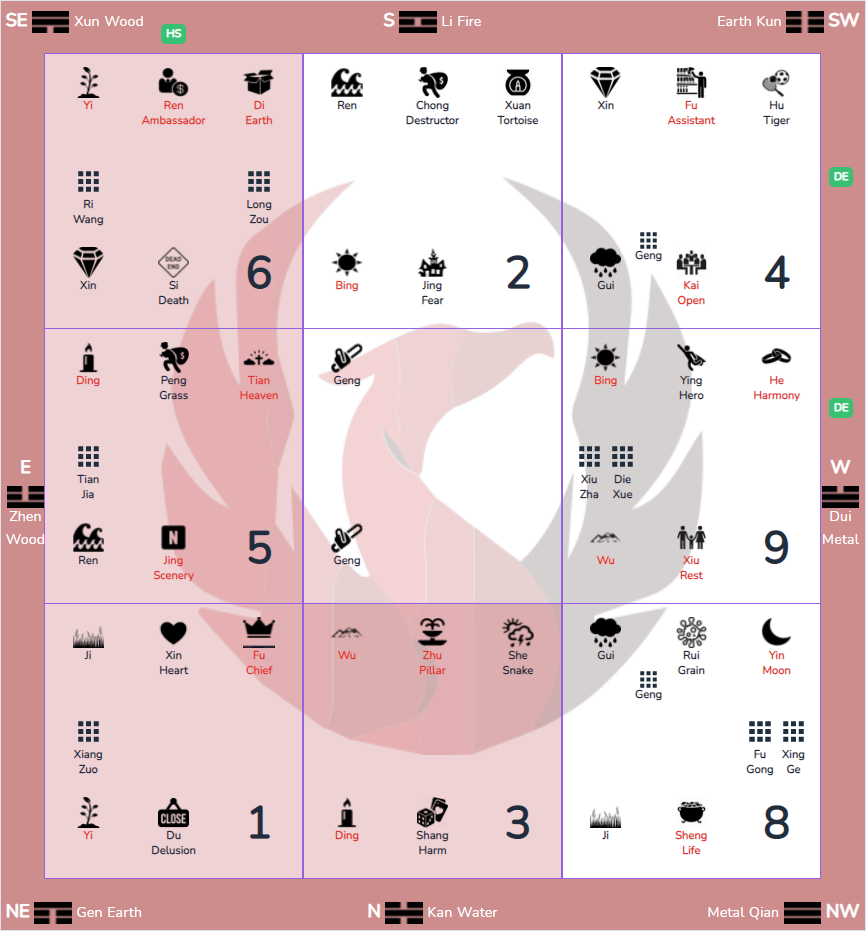 SE Xun Wood S Li Fire Earth Kun SW
HS
Yi Ren Di Ren Chong Xuan Xin Fu Hu
Ambassador Earth Destructor Tortoise Assistant Tiger
DE
Ri Long
Wang Zou
Geng
Xin Si 6 Bing Jing 2 Gui Kai 4
DEAD END
Death Fear Open
Ding Peng Tian Geng Bing Ying He
Grass Heaven Hero Harmony
DE
E W
Tian Xiu Die
Jia Zha Xue
Zhen Dui
Wood Metal
N
Ren Jing 5 Geng Wu Xiu 9
Scenery Rest
Ji Xin Fu Wu Zhu She Gui Rui Yin
Heart Chief Pillar Snake Grain Moon
Geng
Xiang Fu Xing
Zuo Gong Ge
CLOSE
Yi Du 1 Ding Shang 3 Ji Sheng 8
Delusion Harm Life
NE Gen Earth N Kan Water Metal Qian NW